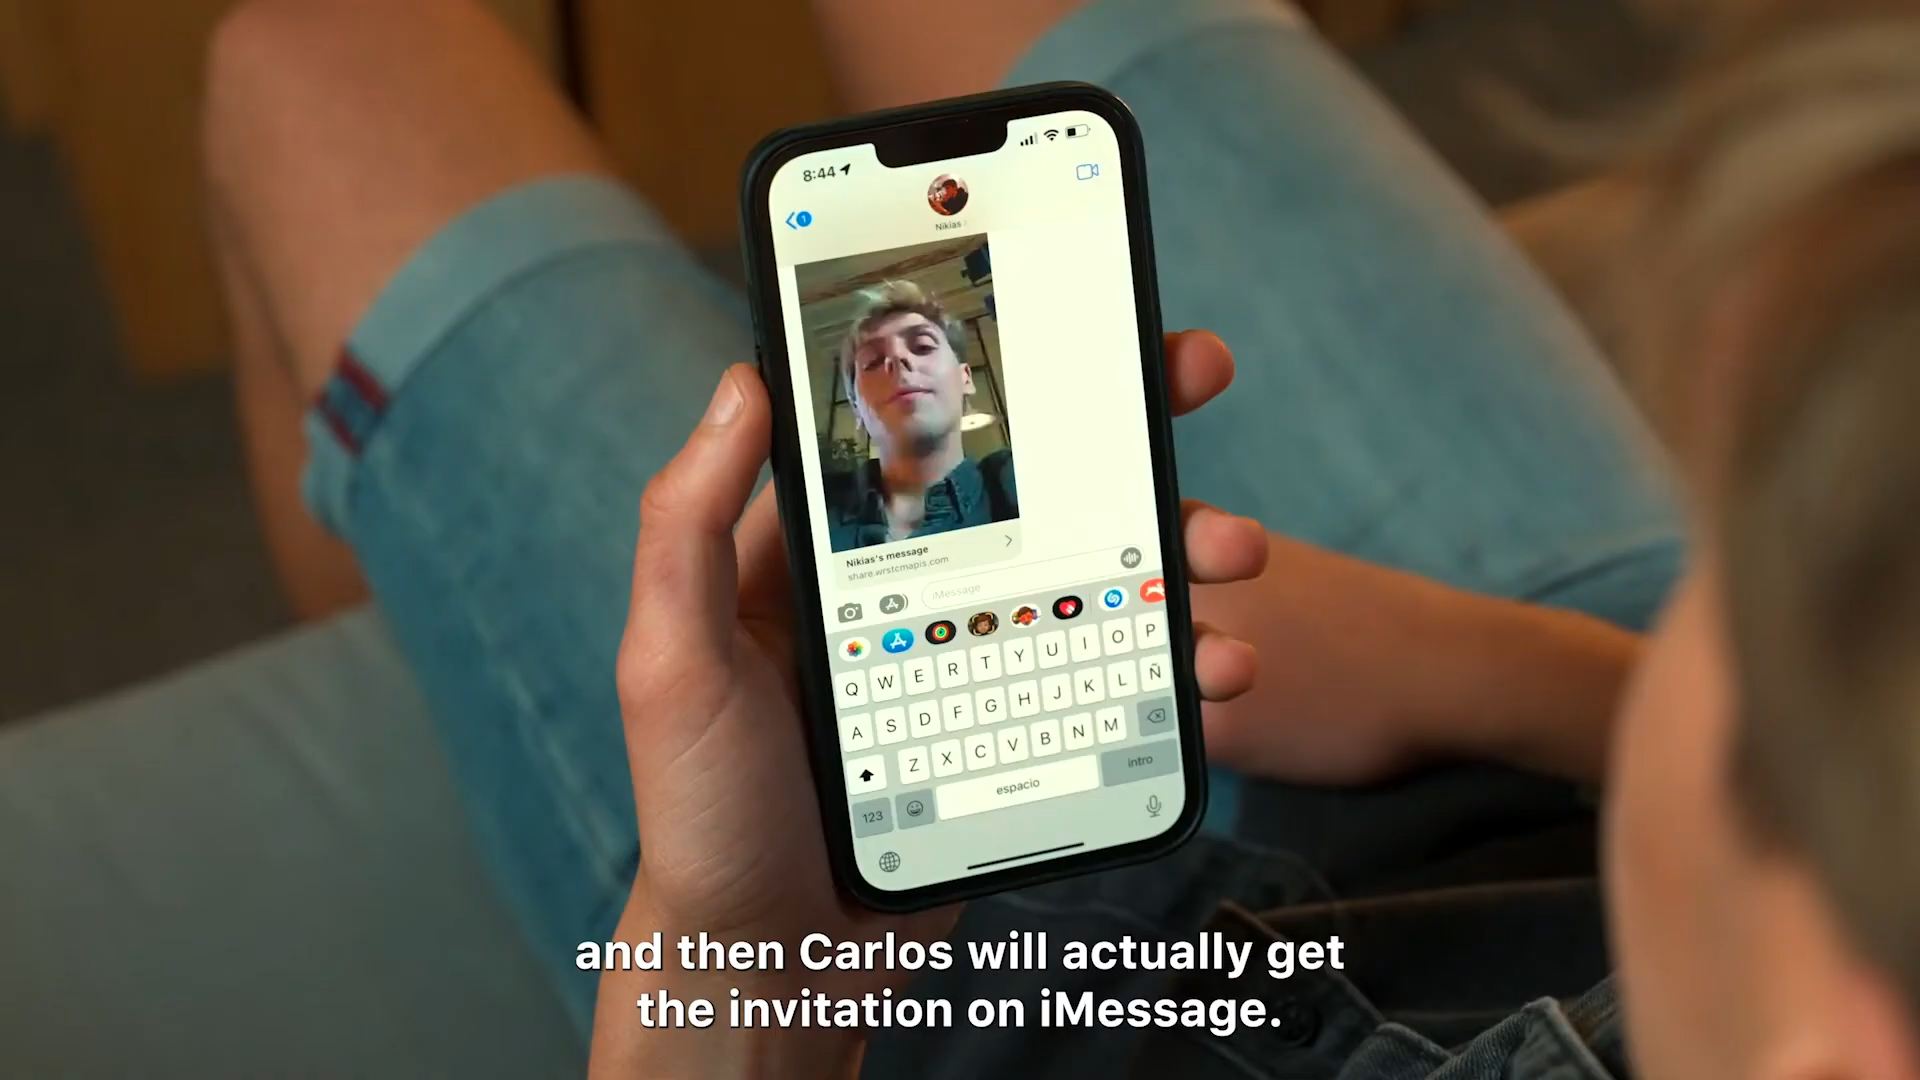 8:44
1
Nikias
Nikias's message
share.wrstcmapis.com
iMessage
Q W E R T Y U I O P
A S D F G H J K L Ñ
Z X C V B N M
123 espacio intro
and then Carlos will actually get
the invitation on iMessage.